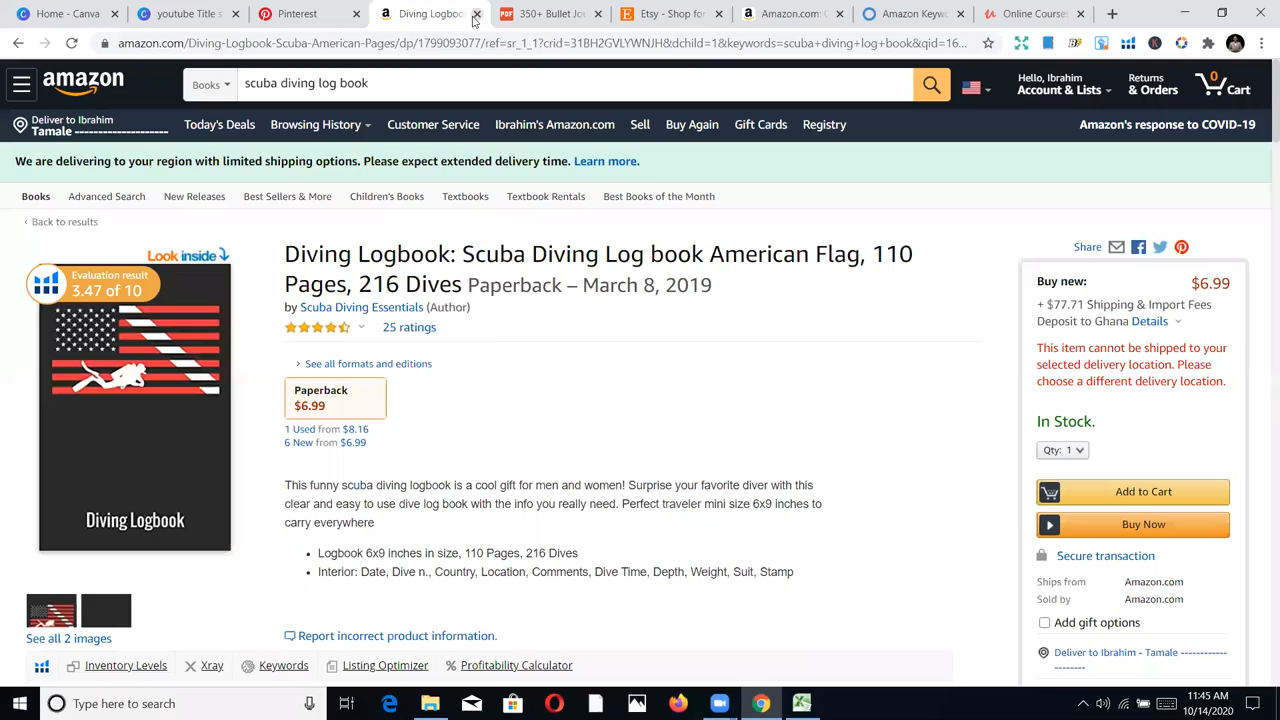 Home - Canva
youtube Title s
Pinterest
Diving Logboo
PDF
350+ Bullet Jo
Etsy - Shop for
Amazon.com: 
Amazon Keyw
Online Courses
amazon.com/Diving-Logbook-Scuba-American-Pages/dp/1799093077/ref=sr_1_1?crid=31BH2GVLYWNJH&dchild=1&keywords=scuba+diving+log+book&qid=16...
amazon
Books
scuba diving log book
Hello, Ibrahim
Account & Lists
Returns
& Orders
0
Cart
Deliver to Ibrahim
Tamale --------------------
Today's Deals
Browsing History
Customer Service
Ibrahim's Amazon.com
Sell
Buy Again
Gift Cards
Registry
Amazon's response to COVID-19
We are delivering to your region with limited shipping options. Please expect extended delivery time. Learn more.
Books
Advanced Search
New Releases
Best Sellers & More
Children's Books
Textbooks
Textbook Rentals
Best Books of the Month
‹ Back to results
Look inside
Evaluation result
3.47 of 10
Diving Logbook
See all 2 images
Diving Logbook: Scuba Diving Log book American Flag, 110
Pages, 216 Dives Paperback – March 8, 2019
by Scuba Diving Essentials (Author)
25 ratings
› See all formats and editions
Paperback
$6.99
1 Used from $8.16
6 New from $6.99
This funny scuba diving logbook is a cool gift for men and women! Surprise your favorite diver with this
clear and easy to use dive log book with the info you really need. Perfect traveler mini size 6x9 inches to
carry everywhere
• Logbook 6x9 inches in size, 110 Pages, 216 Dives
• Interior: Date, Dive n., Country, Location, Comments, Dive Time, Depth, Weight, Suit, Stamp
Report incorrect product information.
Inventory Levels
Xray
Keywords
Listing Optimizer
Profitability Calculator
Share
Buy new:
$6.99
+ $77.71 Shipping & Import Fees
Deposit to Ghana Details
This item cannot be shipped to your
selected delivery location. Please
choose a different delivery location.
In Stock.
Qty: 1
Add to Cart
Buy Now
Secure transaction
Ships from Amazon.com
Sold by Amazon.com
Add gift options
Deliver to Ibrahim - Tamale ------------
--------
Type here to search
11:45 AM
10/14/2020